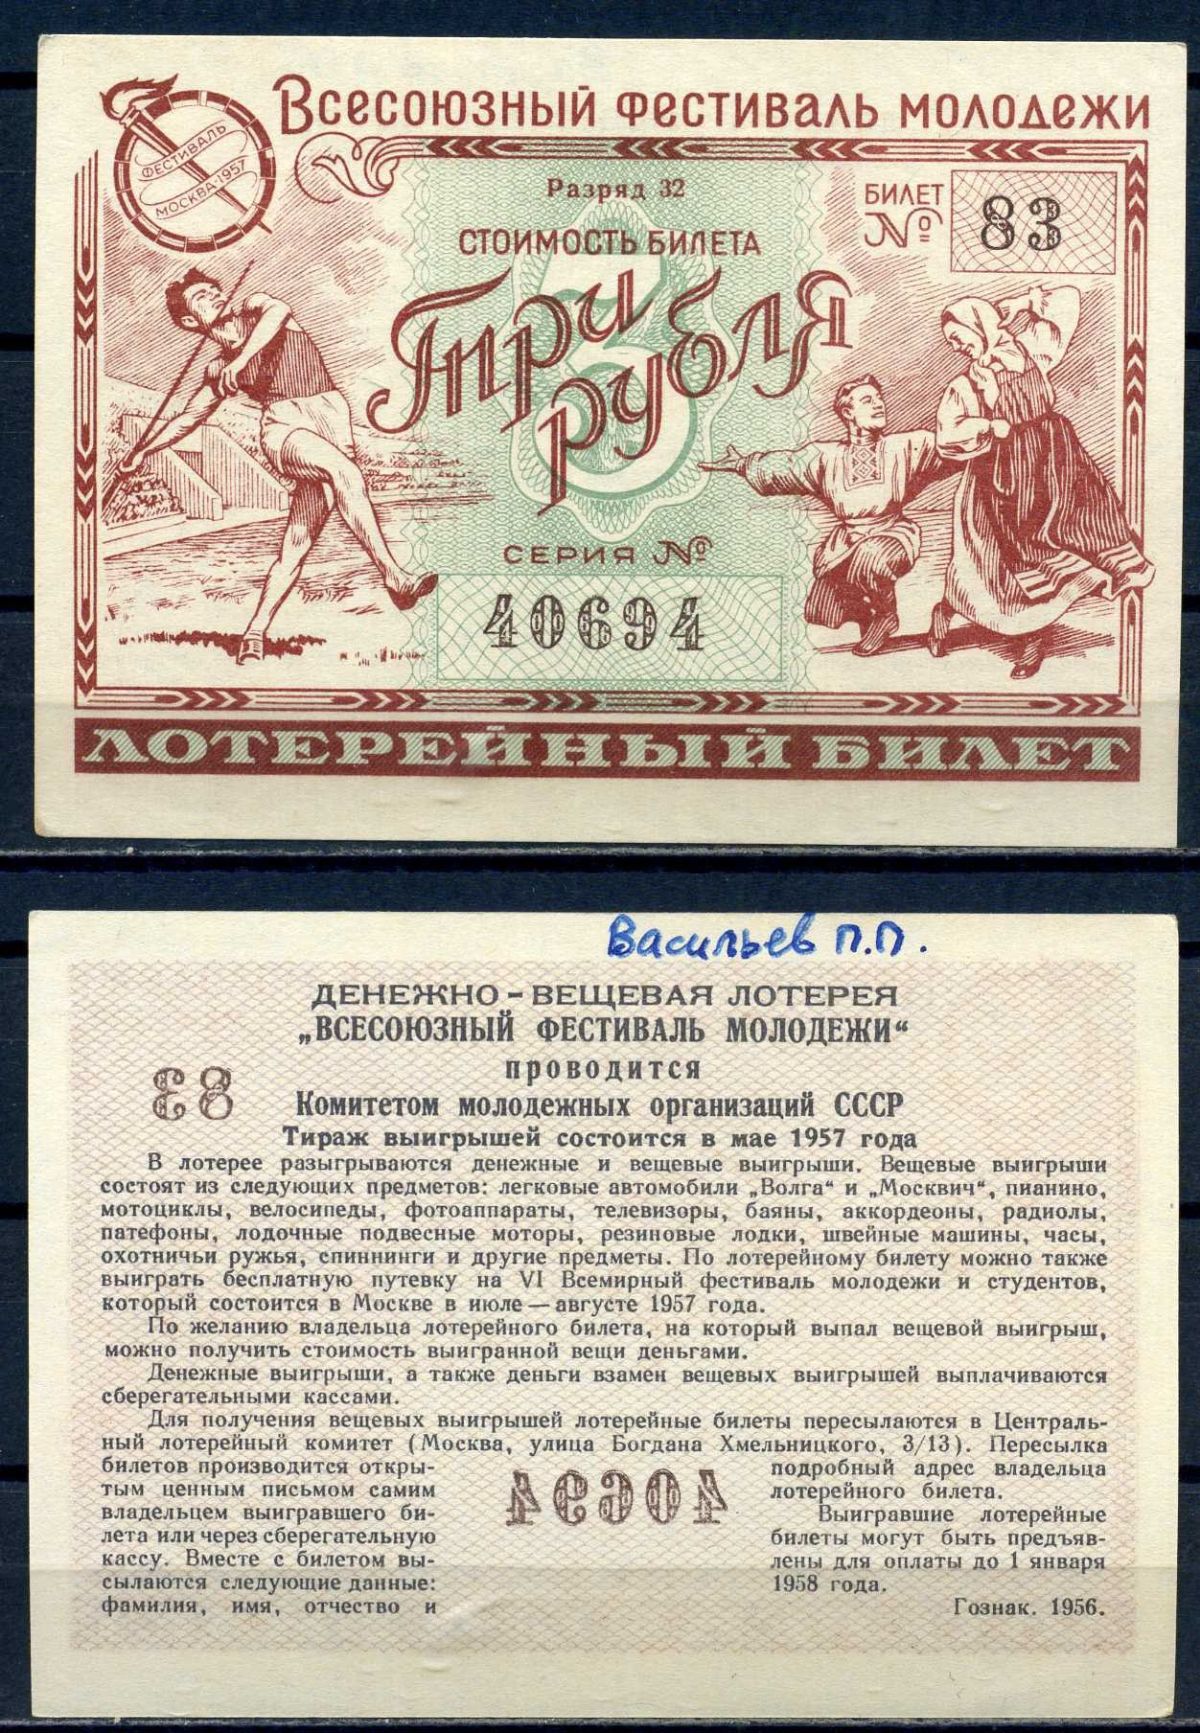 Всесоюзный фестиваль молодежи
ФЕСТИВАЛЬ
МОСКВА·1957
Разряд 32
СТОИМОСТЬ БИЛЕТА
3
Три
рубля
БИЛЕТ
№
83
СЕРИЯ №
40694
ЛОТЕРЕЙНЫЙ БИЛЕТ
Васильев П.П.
ДЕНЕЖНО-ВЕЩЕВАЯ ЛОТЕРЕЯ
„ВСЕСОЮЗНЫЙ ФЕСТИВАЛЬ МОЛОДЕЖИ“
проводится
83
Комитетом молодежных организаций СССР
Тираж выигрышей состоится в мае 1957 года
В лотерее разыгрываются денежные и вещевые выигрыши. Вещевые выигрыши
состоят из следующих предметов: легковые автомобили „Волга“ и „Москвич“, пианино,
мотоциклы, велосипеды, фотоаппараты, телевизоры, баяны, аккордеоны, радиолы,
патефоны, лодочные подвесные моторы, резиновые лодки, швейные машины, часы,
охотничьи ружья, спиннинги и другие предметы. По лотерейному билету можно также
выиграть бесплатную путевку на VI Всемирный фестиваль молодежи и студентов,
который состоится в Москве в июле—августе 1957 года.
По желанию владельца лотерейного билета, на который выпал вещевой выигрыш,
можно получить стоимость выигранной вещи деньгами.
Денежные выигрыши, а также деньги взамен вещевых выигрышей выплачиваются
сберегательными кассами.
Для получения вещевых выигрышей лотерейные билеты пересылаются в Централь-
ный лотерейный комитет (Москва, улица Богдана Хмельницкого, 3/13). Пересылка
билетов производится откры-
тым ценным письмом самим
владельцем выигравшего би-
лета или через сберегательную
кассу. Вместе с билетом вы-
сылаются следующие данные:
фамилия, имя, отчество и
40694
подробный адрес владельца
лотерейного билета.
Выигравшие лотерейные
билеты могут быть предъяв-
лены для оплаты до 1 января
1958 года.
Гознак. 1956.